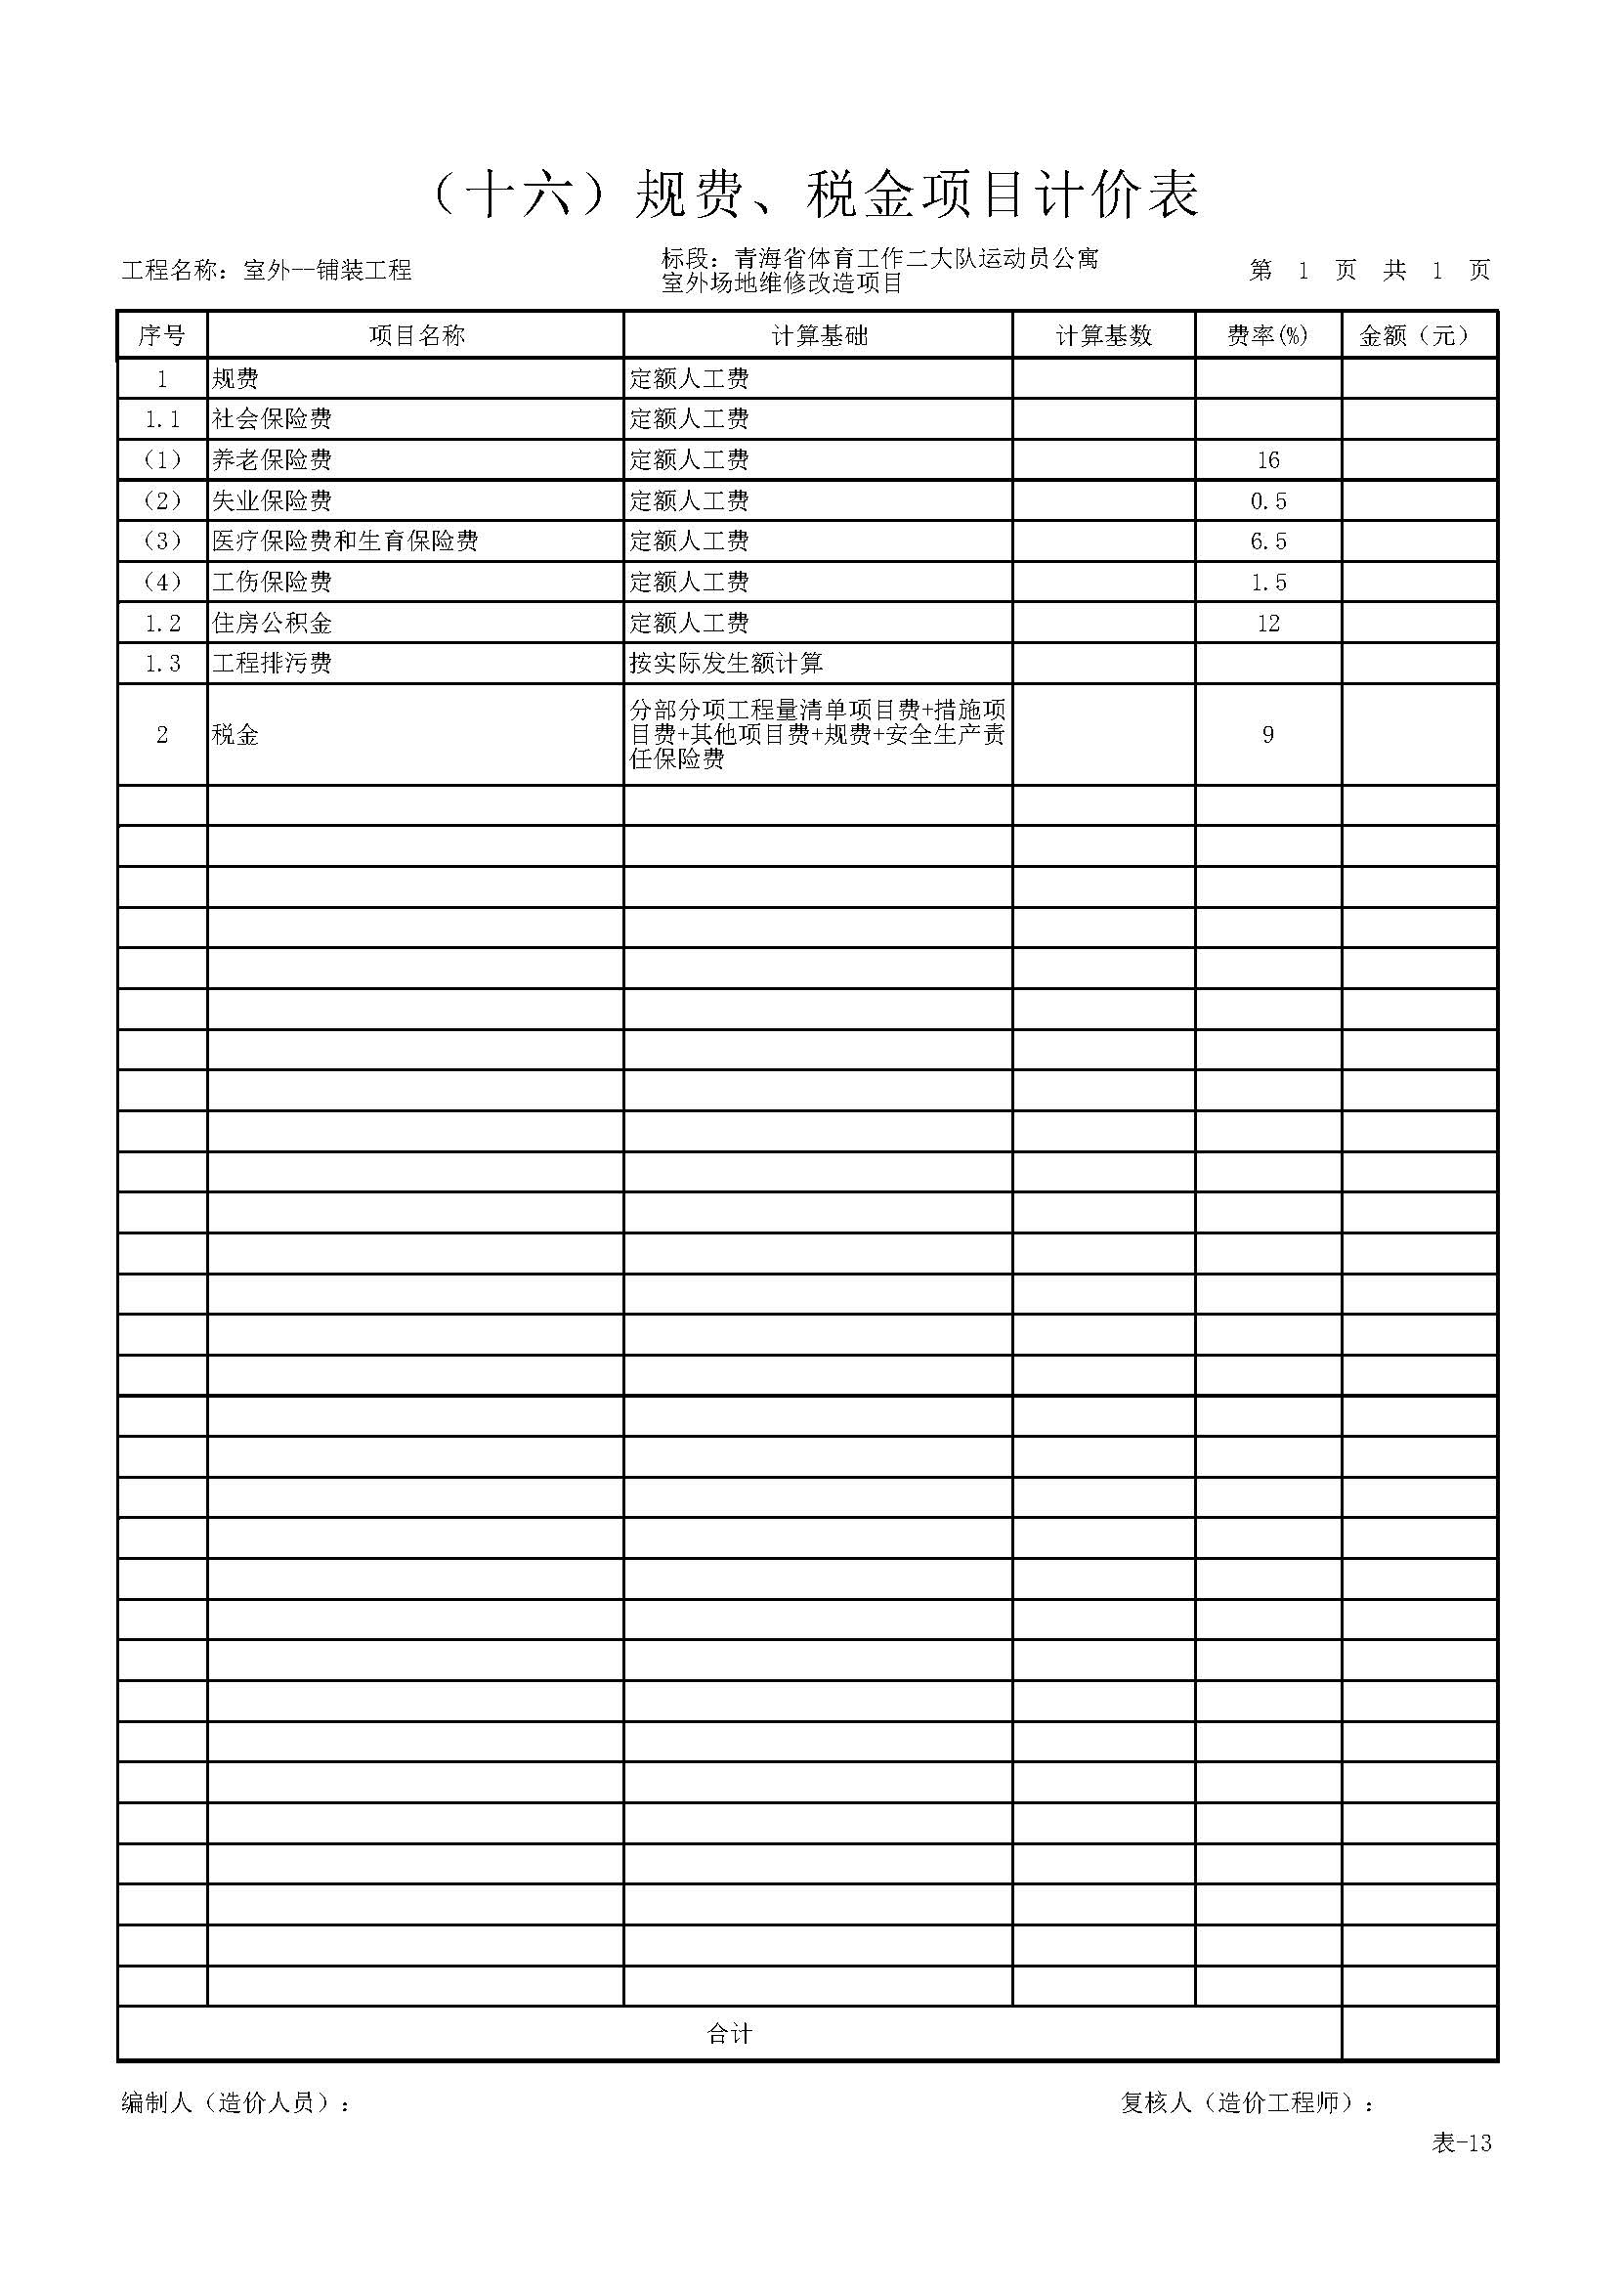 （十六）规费、税金项目计价表
工程名称：室外--铺装工程
标段：青海省体育工作二大队运动员公寓
室外场地维修改造项目
第 1 页 共 1 页
序号 项目名称 计算基础 计算基数 费率(%) 金额（元）
1 规费 定额人工费
1.1 社会保险费 定额人工费
（1） 养老保险费 定额人工费 16
（2） 失业保险费 定额人工费 0.5
（3） 医疗保险费和生育保险费 定额人工费 6.5
（4） 工伤保险费 定额人工费 1.5
1.2 住房公积金 定额人工费 12
1.3 工程排污费 按实际发生额计算
2 税金 分部分项工程量清单项目费+措施项
目费+其他项目费+规费+安全生产责
任保险费 9
合计
编制人（造价人员）： 复核人（造价工程师）：
表-13